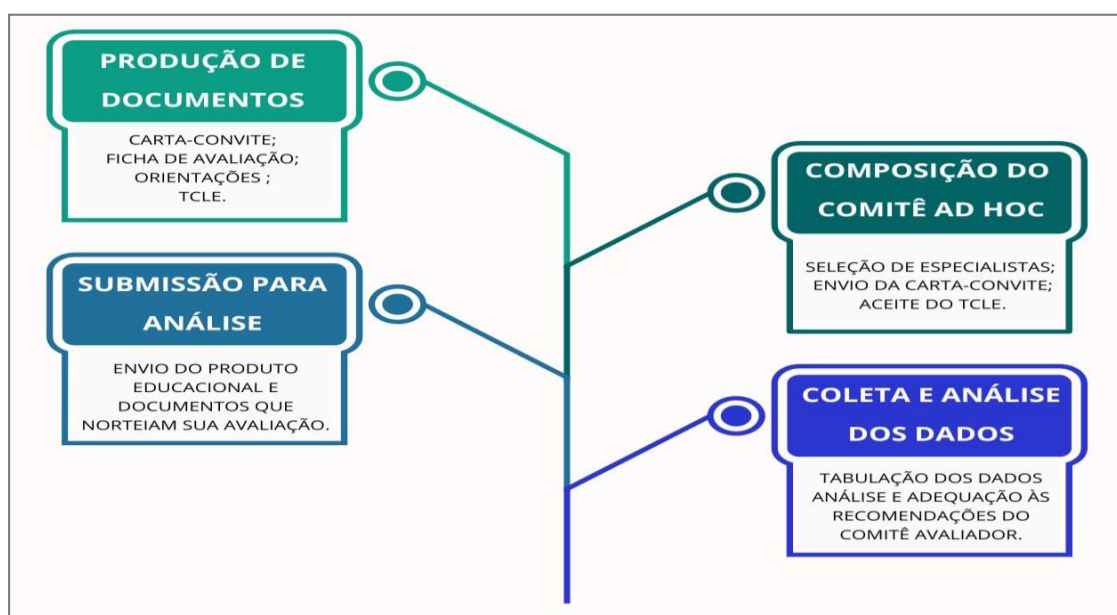 PRODUÇÃO DE
DOCUMENTOS
CARTA-CONVITE;
FICHA DE AVALIAÇÃO;
ORIENTAÇÕES ;
TCLE.
COMPOSIÇÃO DO
COMITÊ AD HOC
SELEÇÃO DE ESPECIALISTAS;
ENVIO DA CARTA-CONVITE;
ACEITE DO TCLE.
SUBMISSÃO PARA
ANÁLISE
ENVIO DO PRODUTO
EDUCACIONAL E
DOCUMENTOS QUE
NORTEIAM SUA AVALIAÇÃO.
COLETA E ANÁLISE
DOS DADOS
TABULAÇÃO DOS DADOS
ANÁLISE E ADEQUAÇÃO ÀS
RECOMENDAÇÕES DO
COMITÊ AVALIADOR.